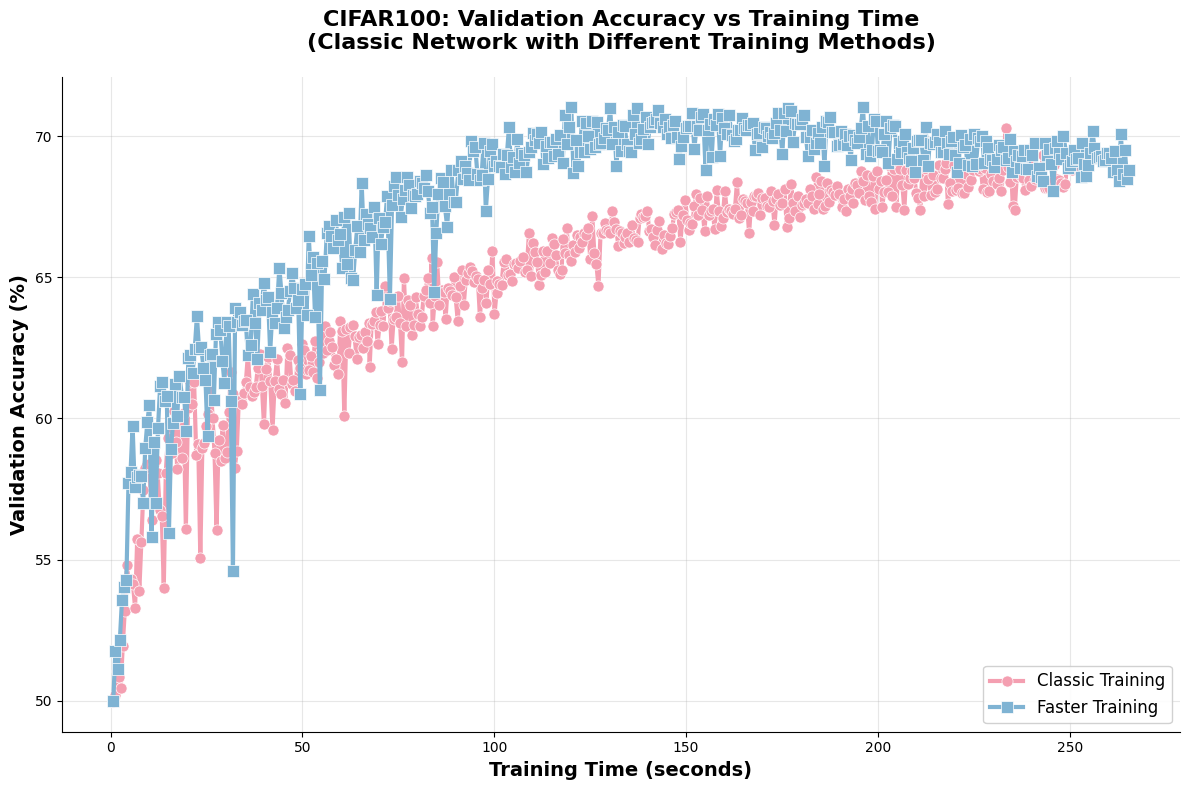 CIFAR100: Validation Accuracy vs Training Time
(Classic Network with Different Training Methods)
Validation Accuracy (%)
70
65
60
55
50
0
50
100
150
200
250
Training Time (seconds)
Classic Training
Faster Training